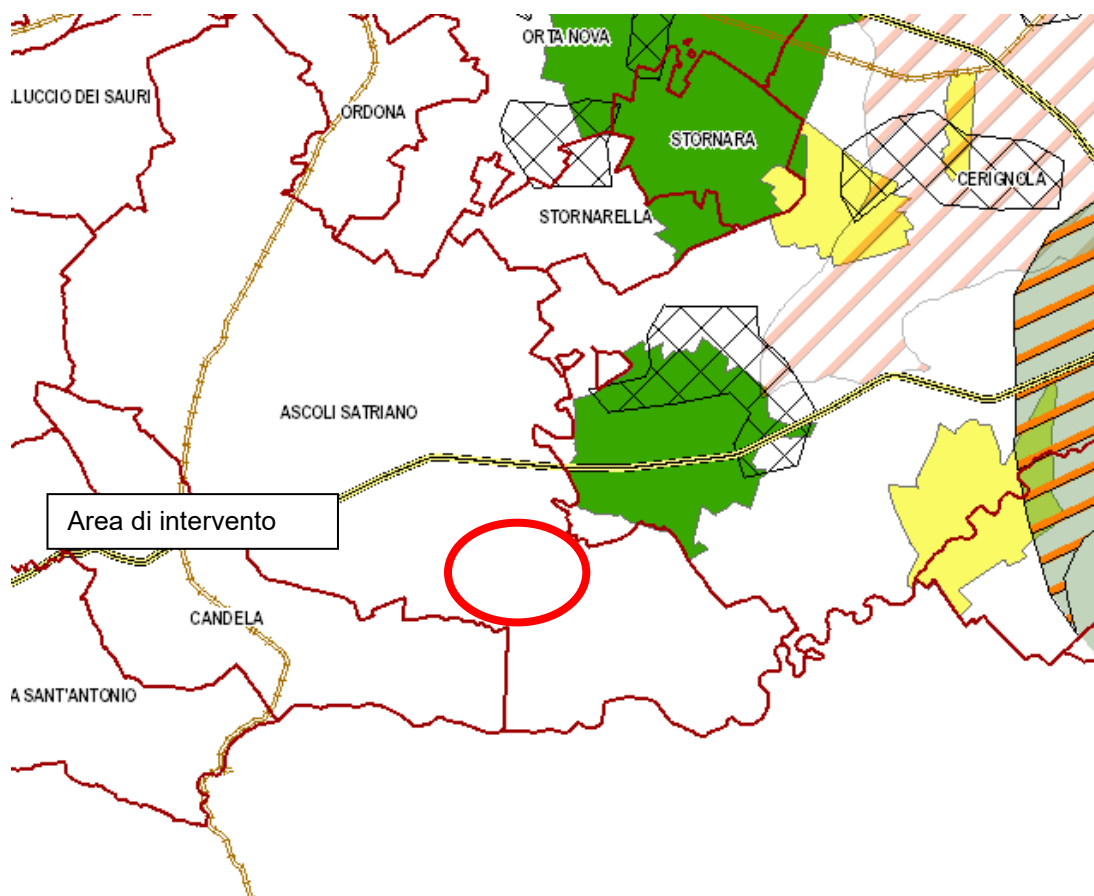 ORTA NOVA
LUCCIO DEI SAURI
ORDONA
STORNARA
CERIGNOLA
STORNARELLA
ASCOLI SATRIANO
Area di intervento
CANDELA
A SANT'ANTONIO